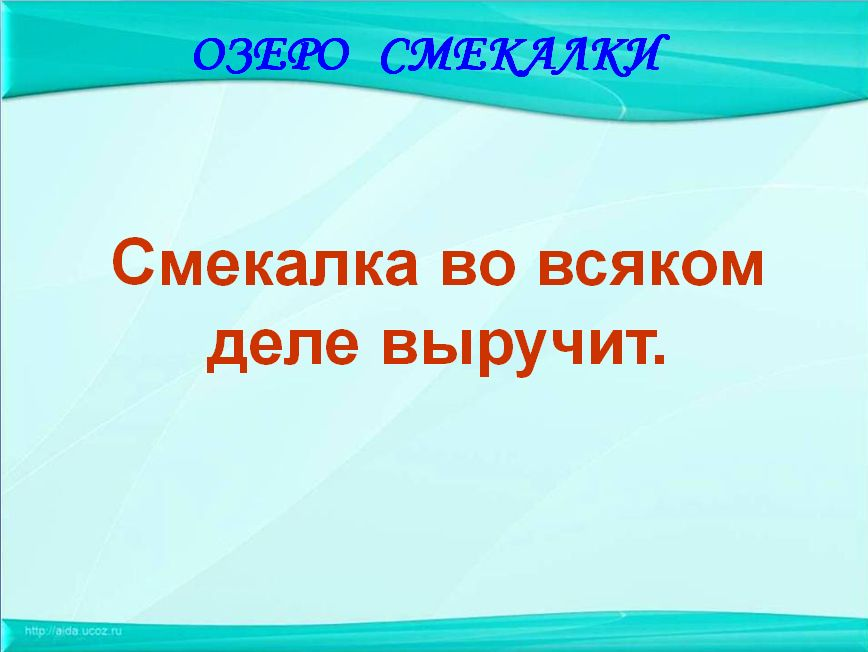 ОЗЕРО СМЕКАЛКИ
Смекалка во всяком
деле выручит.
http://aida.ucoz.ru